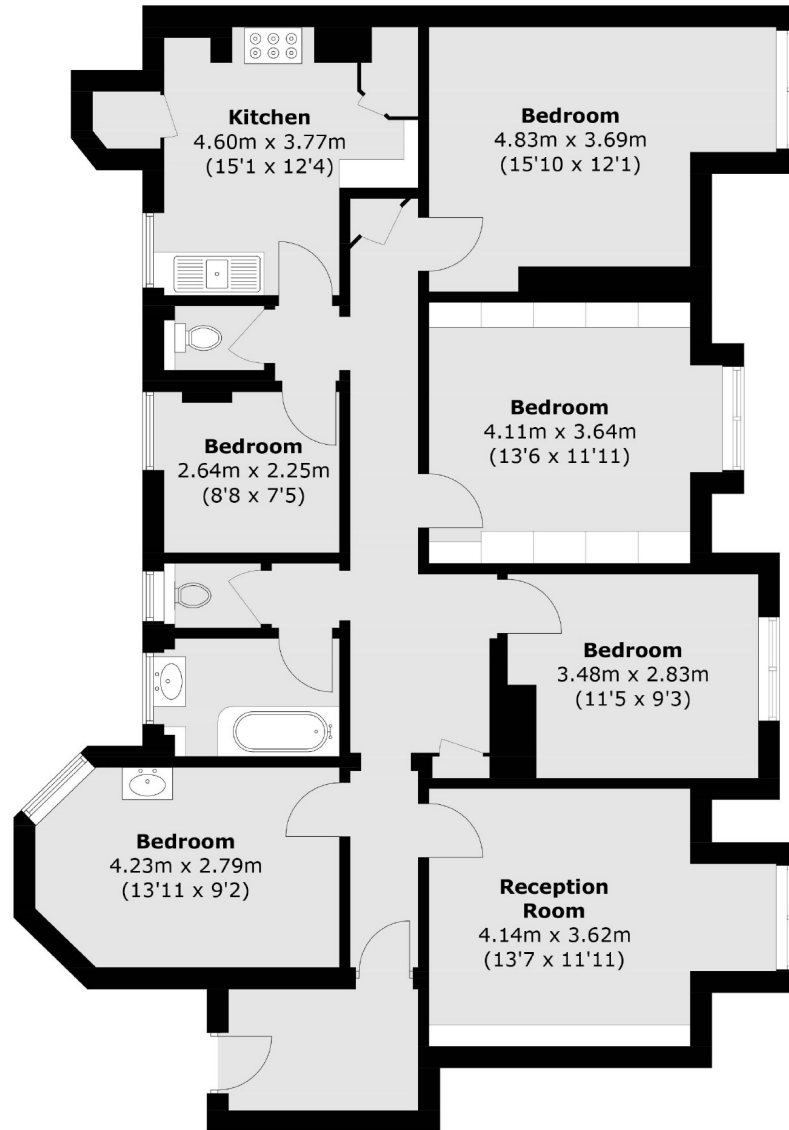 Kitchen
4.60m x 3.77m
(15'1 x 12'4)
Bedroom
4.83m x 3.69m
(15'10 x 12'1)
Bedroom
4.11m x 3.64m
(13'6 x 11'11)
Bedroom
2.64m x 2.25m
(8'8 x 7'5)
Bedroom
3.48m x 2.83m
(11'5 x 9'3)
Bedroom
4.23m x 2.79m
(13'11 x 9'2)
Reception
Room
4.14m x 3.62m
(13'7 x 11'11)